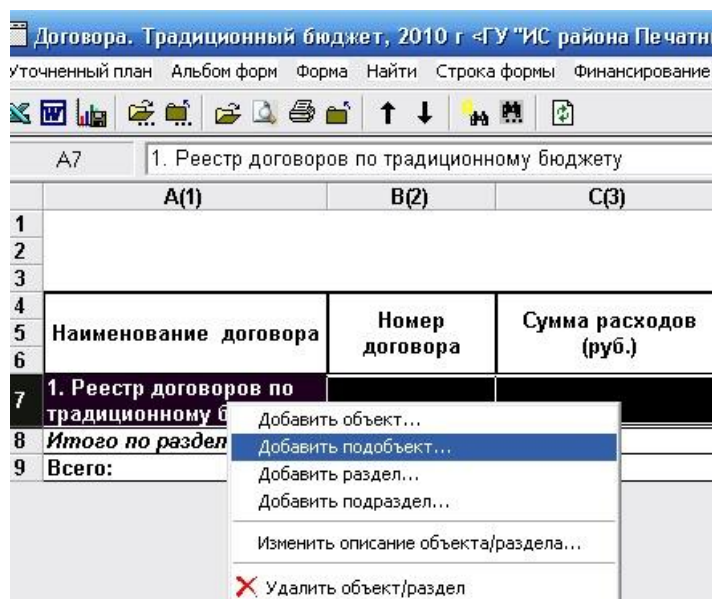 Договора. Традиционный бюджет, 2010 г <ГУ "ИС района Печатн
Уточненный план Альбом форм Форма Найти Строка формы Финансирование
A7 1. Реестр договоров по традиционному бюджету
A(1) B(2) C(3)
1
2
3
4
5
6
Наименование договора
Номер
договора
Сумма расходов
(руб.)
7
1. Реестр договоров по
традиционному б
8 Итого по раздел
9 Всего:
Добавить объект...
Добавить подобъект...
Добавить раздел...
Добавить подраздел...
Изменить описание объекта/раздела...
Удалить объект/раздел